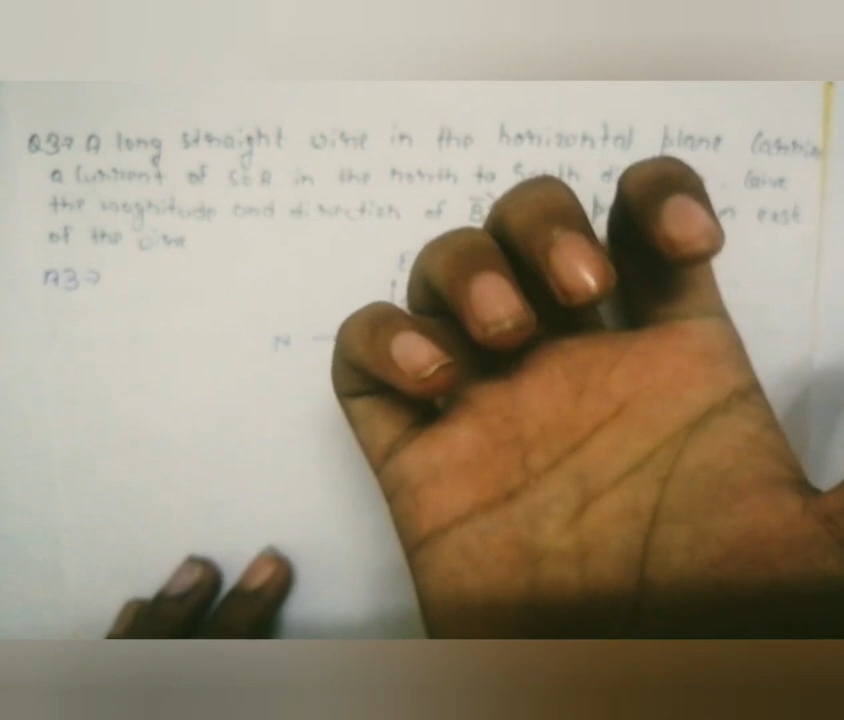 Q3→ A long straight wire in the horizontal plane carries
a current of 50A in the north to South Give
the magnitude and direction of B east
of the wire
A3→
E
N